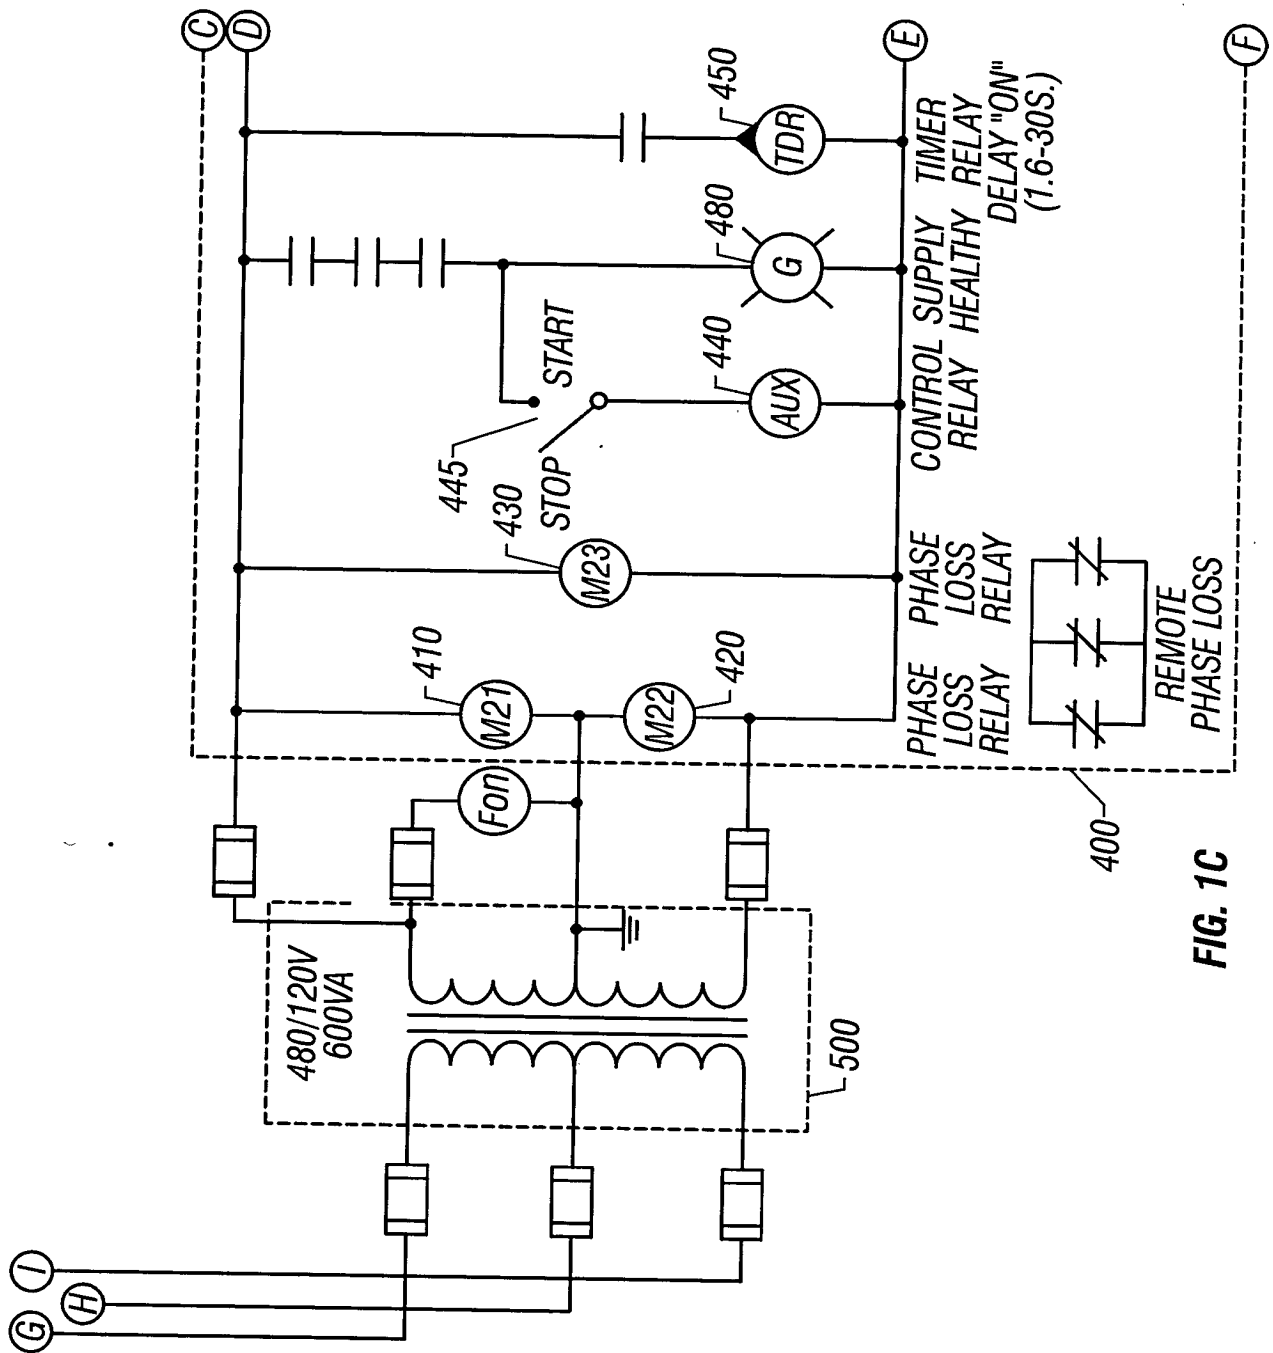 G
H
I
480/120V
600VA
500
Fon
400
M21
410
M22
420
M23
430
445
START
STOP
AUX
440
G
480
TDR
450
C
D
E
F
PHASE
LOSS
RELAY
PHASE
LOSS
RELAY
CONTROL
RELAY
SUPPLY
HEALTHY
TIMER
RELAY
DELAY "ON"
(1.6-30S.)
REMOTE
PHASE LOSS
FIG. 1C